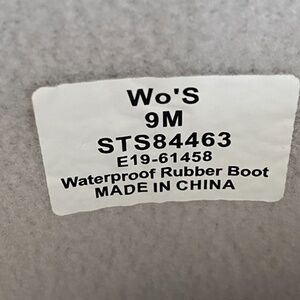 Wo'S
9M
STS84463
E19-61458
Waterproof Rubber Boot
MADE IN CHINA